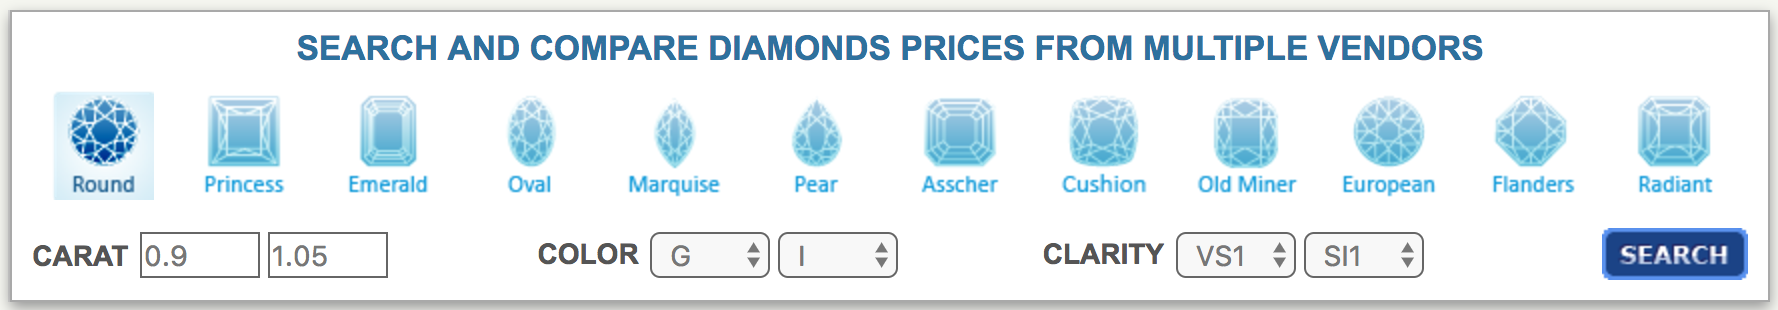 SEARCH AND COMPARE DIAMONDS PRICES FROM MULTIPLE VENDORS
Round Princess Emerald Oval Marquise Pear Asscher Cushion Old Miner European Flanders Radiant
CARAT 0.9 1.05 COLOR G I CLARITY VS1 SI1 SEARCH